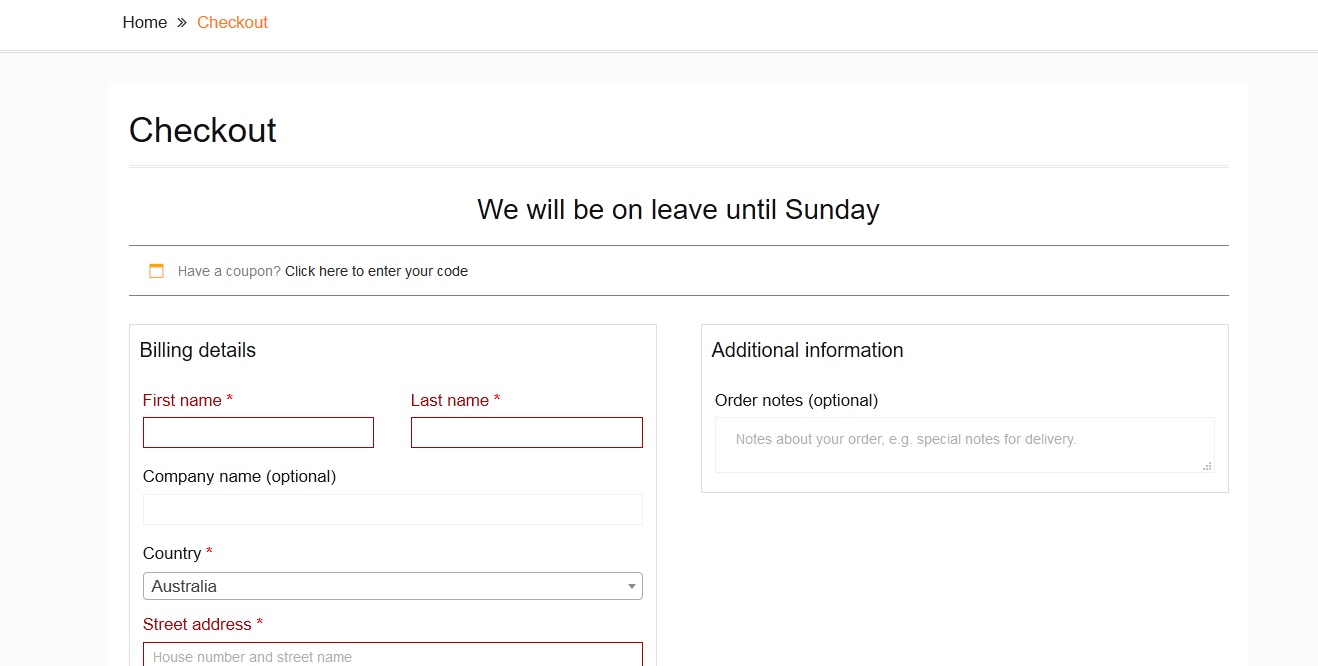 Home » Checkout
Checkout
We will be on leave until Sunday
Have a coupon? Click here to enter your code
Billing details
First name *
Last name *
Company name (optional)
Country *
Australia
Street address *
House number and street name
Additional information
Order notes (optional)
Notes about your order, e.g. special notes for delivery.